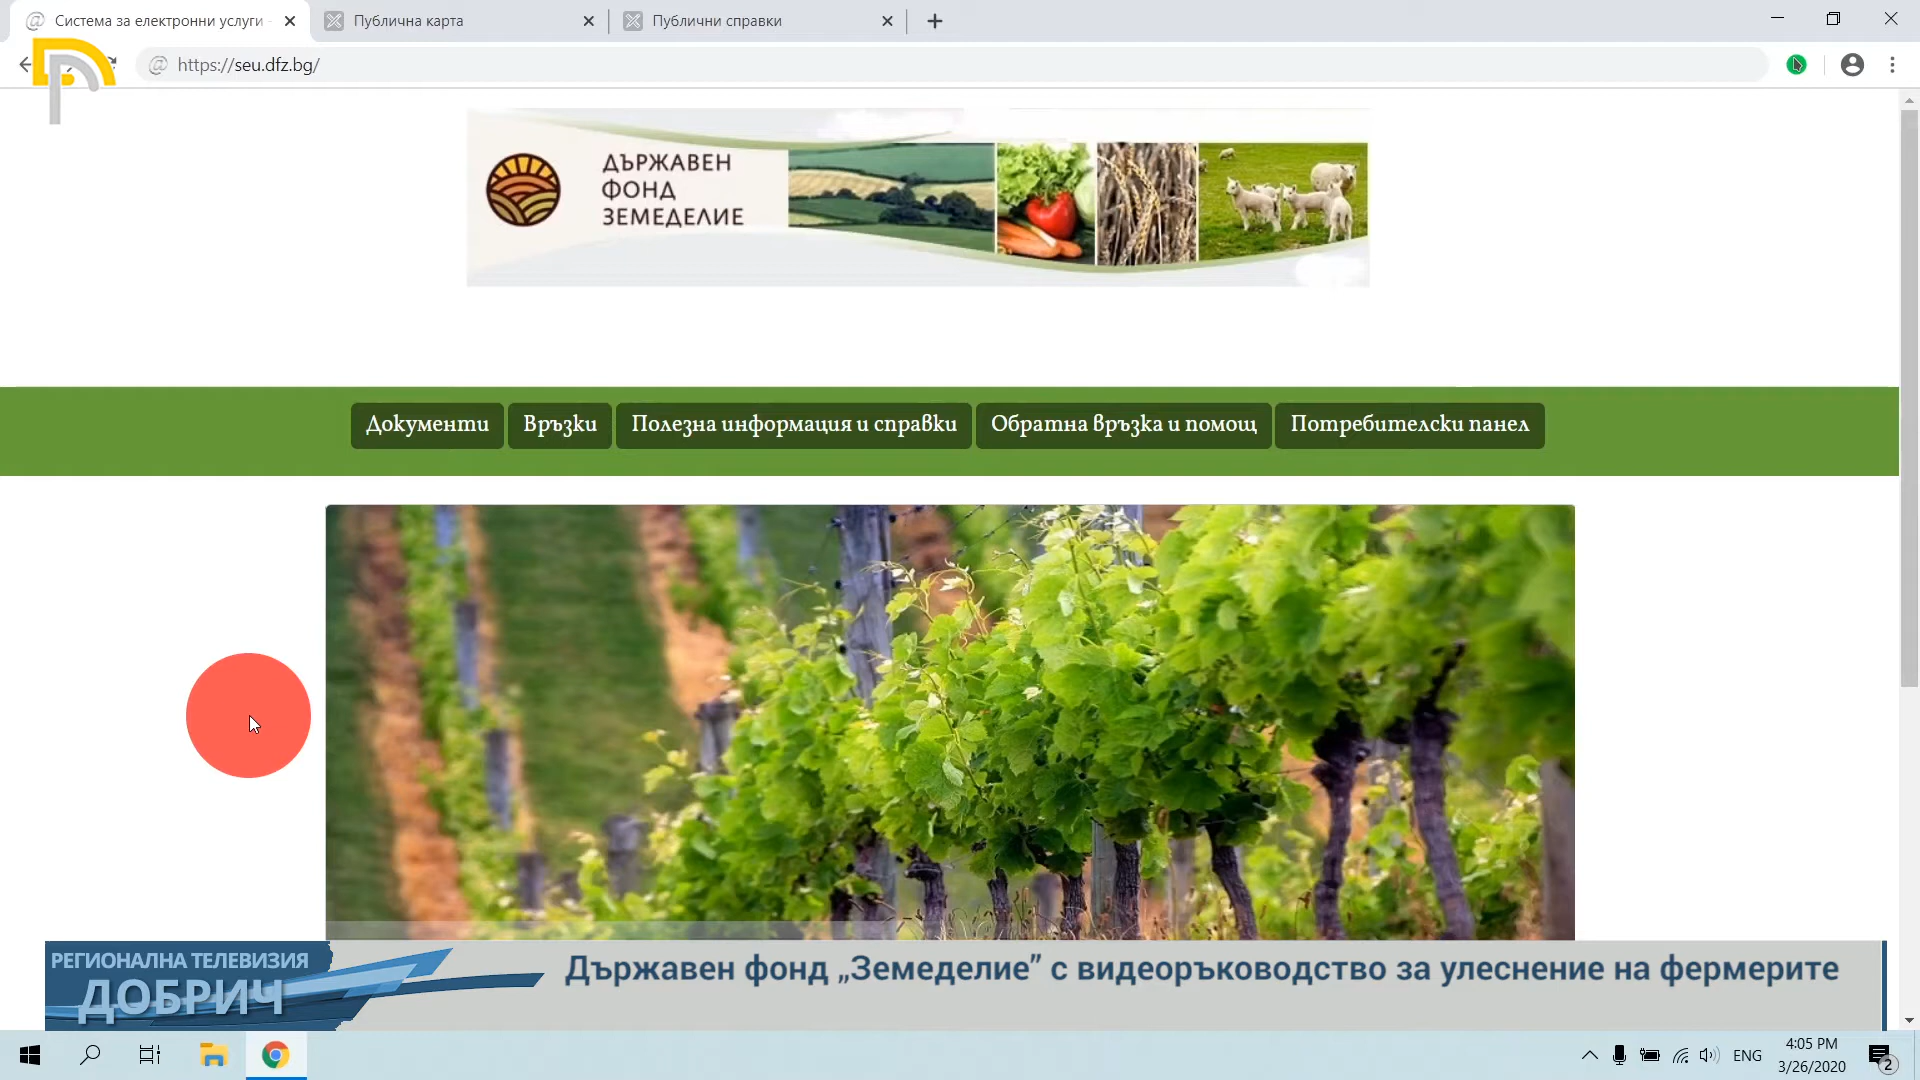 Система за електронни услуги -
Публична карта
Публични справки
https://seu.dfz.bg/
ДЪРЖАВЕН
ФОНД
ЗЕМЕДЕЛИЕ
Документи
Връзки
Полезна информация и справки
Обратна връзка и помощ
Потребителски панел
РЕГИОНАЛНА ТЕЛЕВИЗИЯ
ДОБРИЧ
Държавен фонд „Земеделие” с видеоръководство за улеснение на фермерите
ENG
4:05 PM
3/26/2020
2